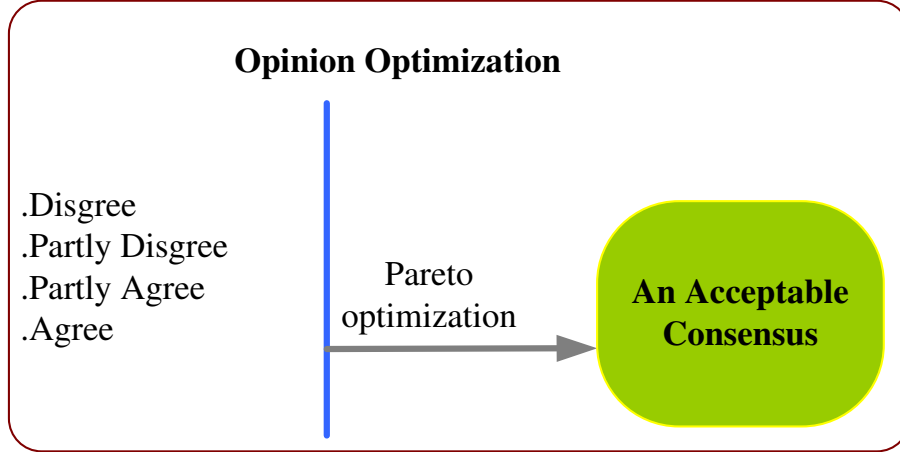 Opinion Optimization
.Disgree
.Partly Disgree
.Partly Agree
.Agree
Pareto
optimization
An Acceptable
Consensus